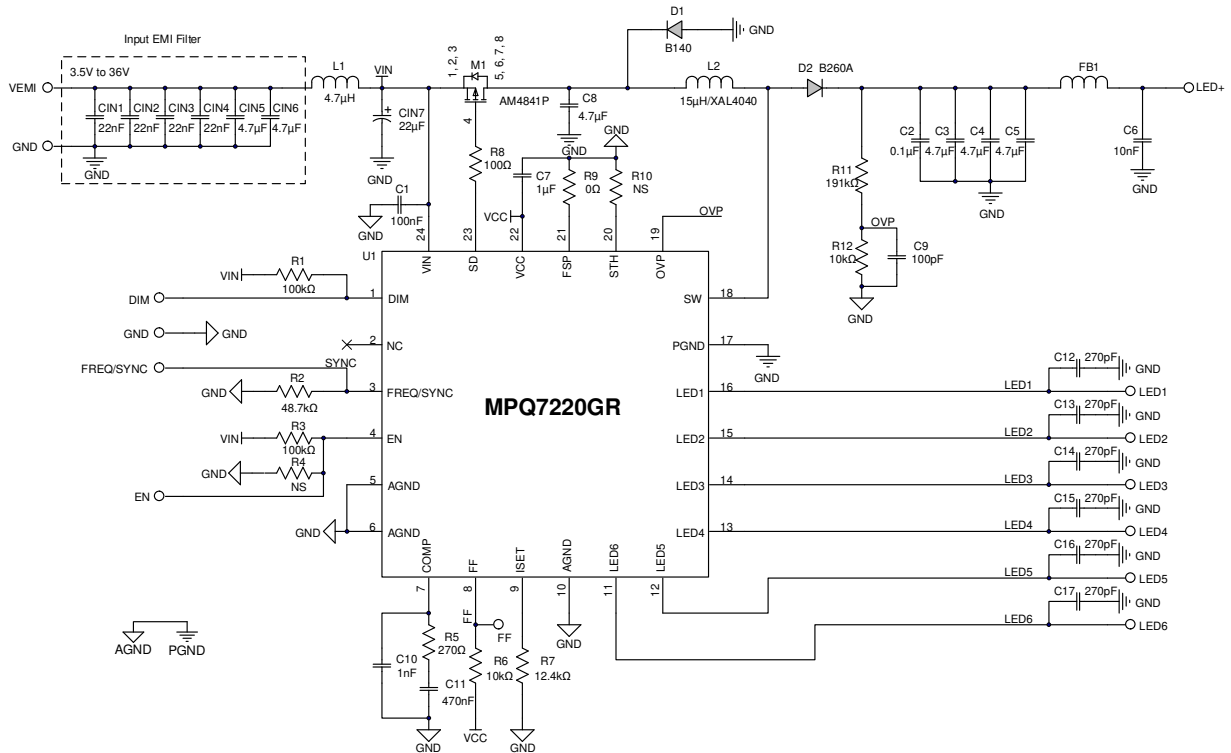 Input EMI Filter
3.5V to 36V
VEMI
GND
CIN1
22nF
CIN2
22nF
CIN3
22nF
CIN4
22nF
CIN5
4.7µF
CIN6
4.7µF
GND
L1
4.7µH
VIN
CIN7
22µF
GND
C1
100nF
GND
1, 2, 3
M1
5, 6, 7, 8
4
AM4841P
R8
100Ω
C8
4.7µF
GND
D1
B140
GND
L2
15µH/XAL4040
D2 B260A
FB1
LED+
C2
0.1µF
C3
4.7µF
C4
4.7µF
C5
4.7µF
GND
C6
10nF
GND
C7
1µF
VCC
R9
0Ω
R10
NS
GND
OVP
R11
191kΩ
OVP
R12
10kΩ
C9
100pF
GND
U1
24
VIN
23
SD
22
VCC
21
FSP
20
STH
19
OVP
MPQ7220GR
VIN
R1
100kΩ
DIM
1
DIM
GND
GND
2
NC
FREQ/SYNC
SYNC
GND
R2
48.7kΩ
3
FREQ/SYNC
VIN
R3
100kΩ
4
EN
GND
R4
NS
EN
5
AGND
GND
6
AGND
SW
18
PGND
17
GND
LED1
16
LED2
15
LED3
14
LED4
13
COMP
7
FF
8
ISET
9
AGND
10
LED6
11
LED5
12
LED1
C12
270pF
GND
LED1
LED2
C13
270pF
GND
LED2
LED3
C14
270pF
GND
LED3
LED4
C15
270pF
GND
LED4
LED5
C16
270pF
GND
LED5
LED6
C17
270pF
GND
LED6
AGND
PGND
C10
1nF
R5
270Ω
C11
470nF
GND
FF
FF
R6
10kΩ
VCC
R7
12.4kΩ
GND
GND